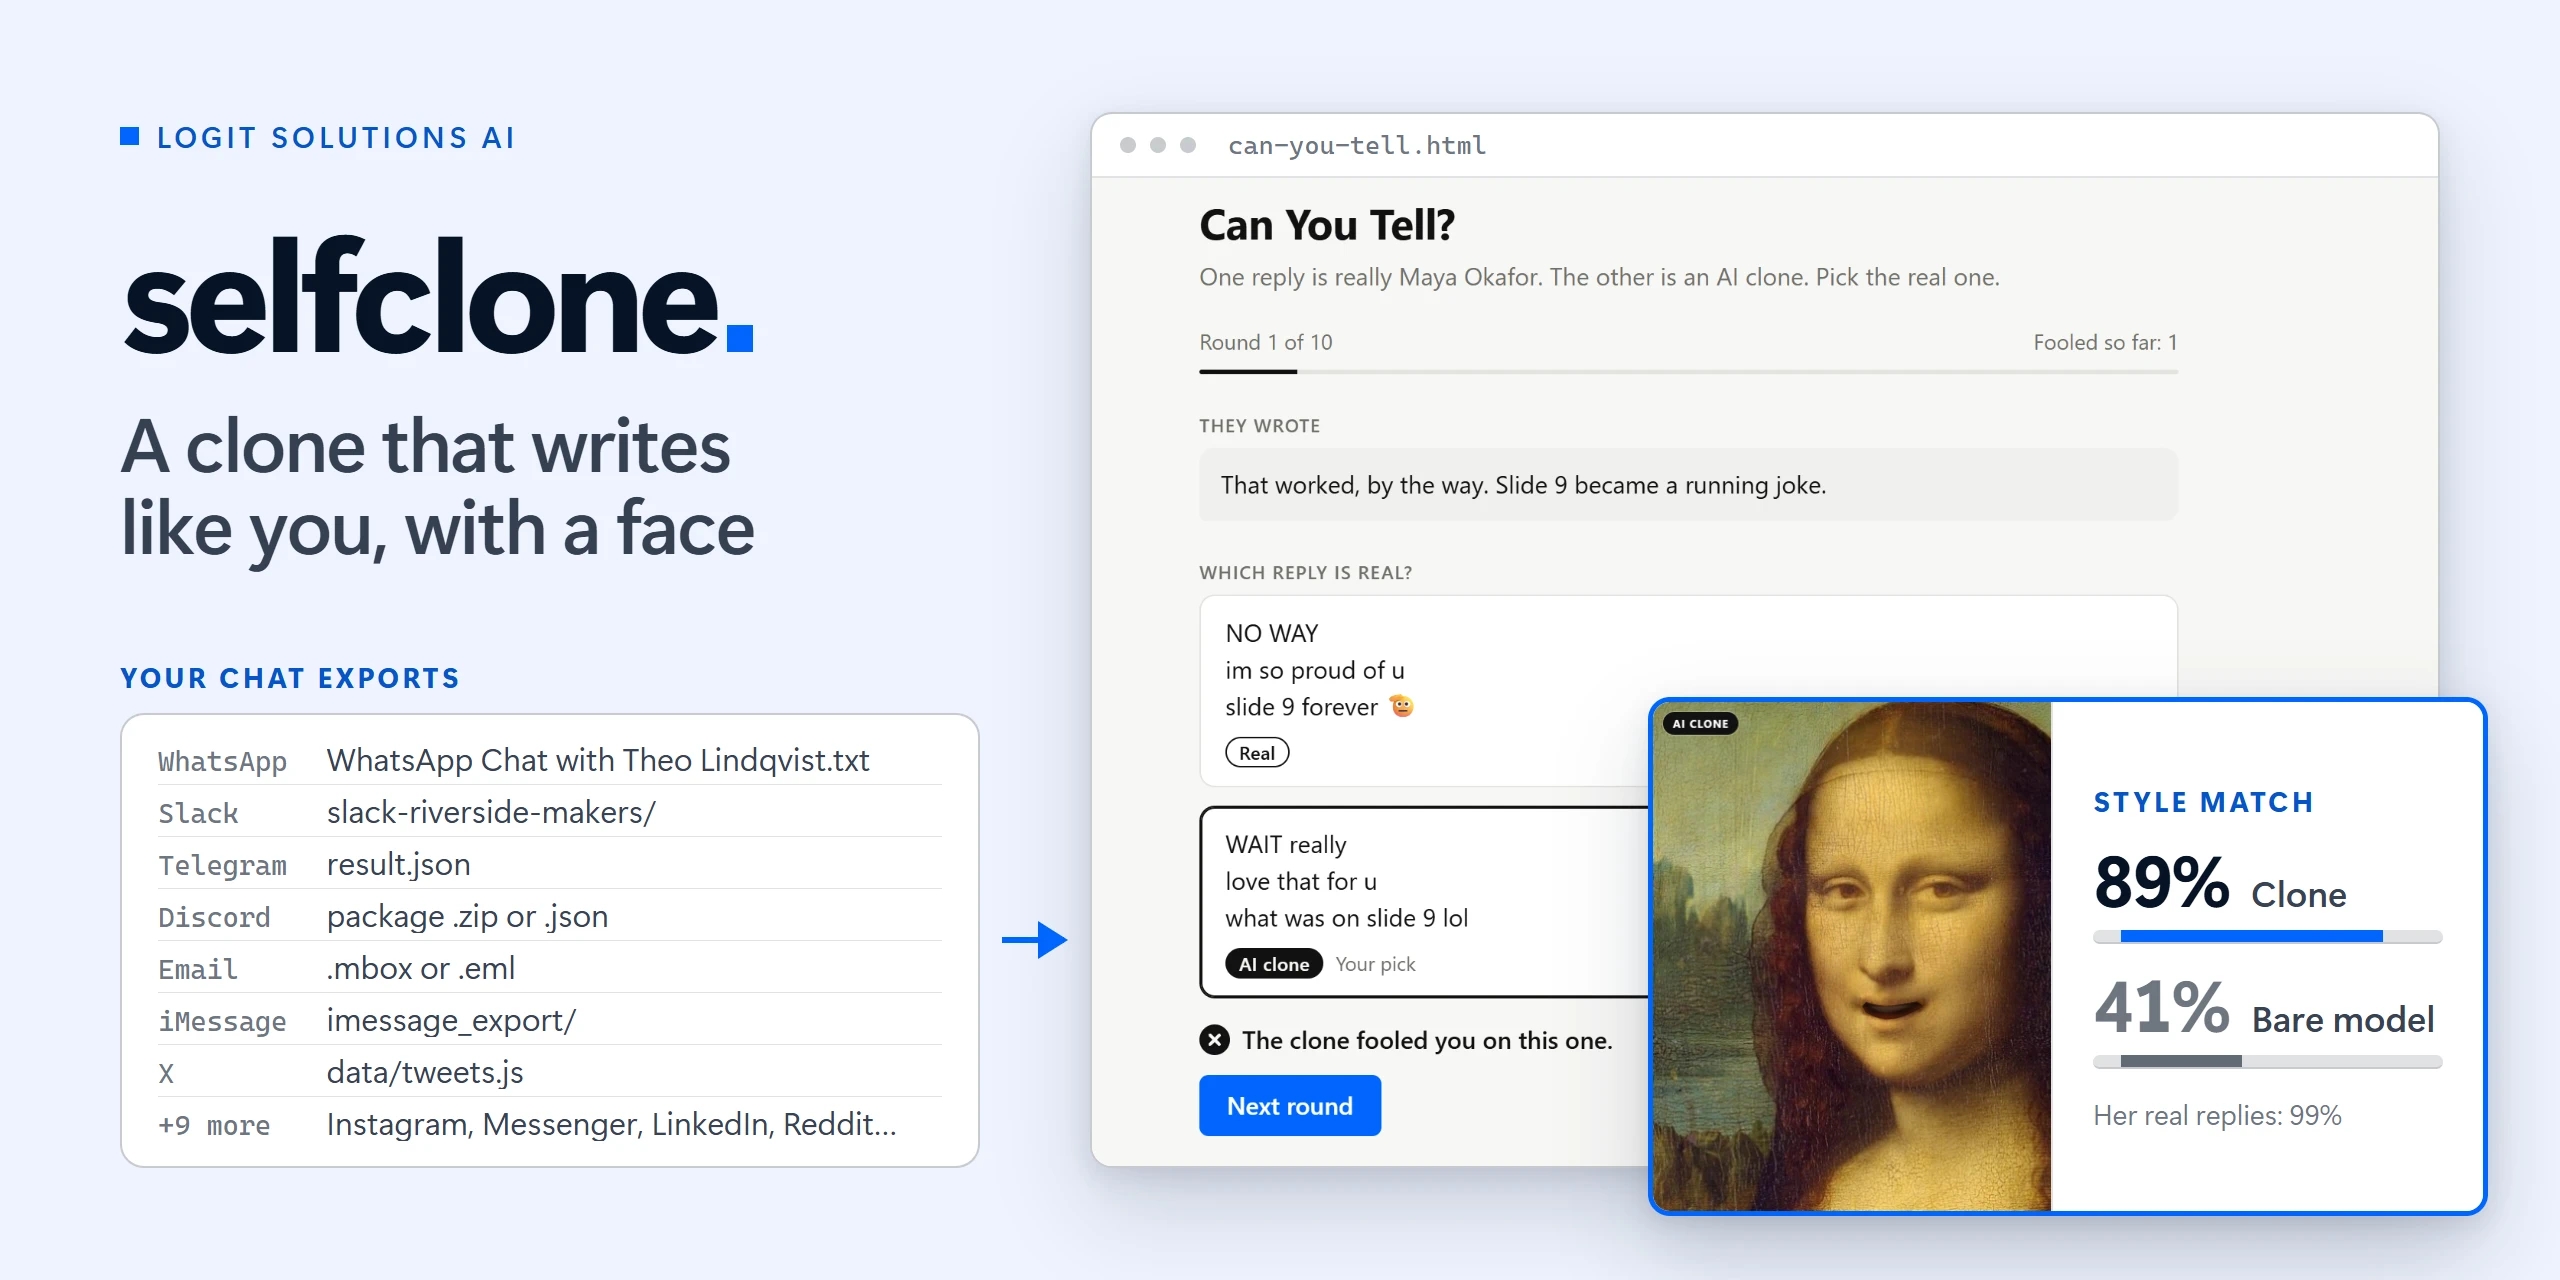 LOGIT SOLUTIONS AI
selfclone.
A clone that writes
like you, with a face
YOUR CHAT EXPORTS
WhatsApp WhatsApp Chat with Theo Lindqvist.txt
Slack slack-riverside-makers/
Telegram result.json
Discord package .zip or .json
Email .mbox or .eml
iMessage imessage_export/
X data/tweets.js
+9 more Instagram, Messenger, LinkedIn, Reddit...
can-you-tell.html
Can You Tell?
One reply is really Maya Okafor. The other is an AI clone. Pick the real one.
Round 1 of 10 Fooled so far: 1
THEY WROTE
That worked, by the way. Slide 9 became a running joke.
WHICH REPLY IS REAL?
NO WAY
im so proud of u
slide 9 forever 🫡
Real
WAIT really
love that for u
what was on slide 9 lol
AI clone Your pick
The clone fooled you on this one.
Next round
AI CLONE
STYLE MATCH
89% Clone
41% Bare model
Her real replies: 99%